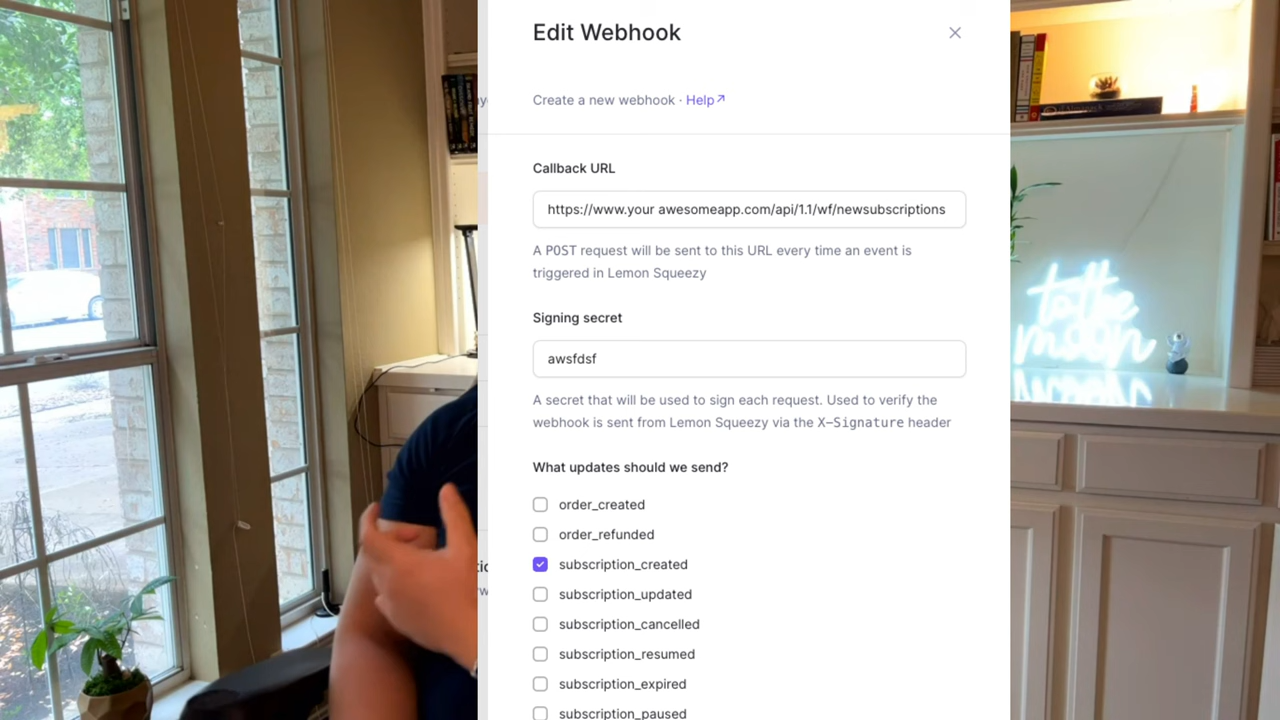 Edit Webhook
Create a new webhook · Help↗
Callback URL
https://www.your awesomeapp.com/api/1.1/wf/newsubscriptions
A POST request will be sent to this URL every time an event is
triggered in Lemon Squeezy
Signing secret
awsfdsf
A secret that will be used to sign each request. Used to verify the
webhook is sent from Lemon Squeezy via the X-Signature header
What updates should we send?
order_created
order_refunded
subscription_created
subscription_updated
subscription_cancelled
subscription_resumed
subscription_expired
subscription_paused
to the
moon